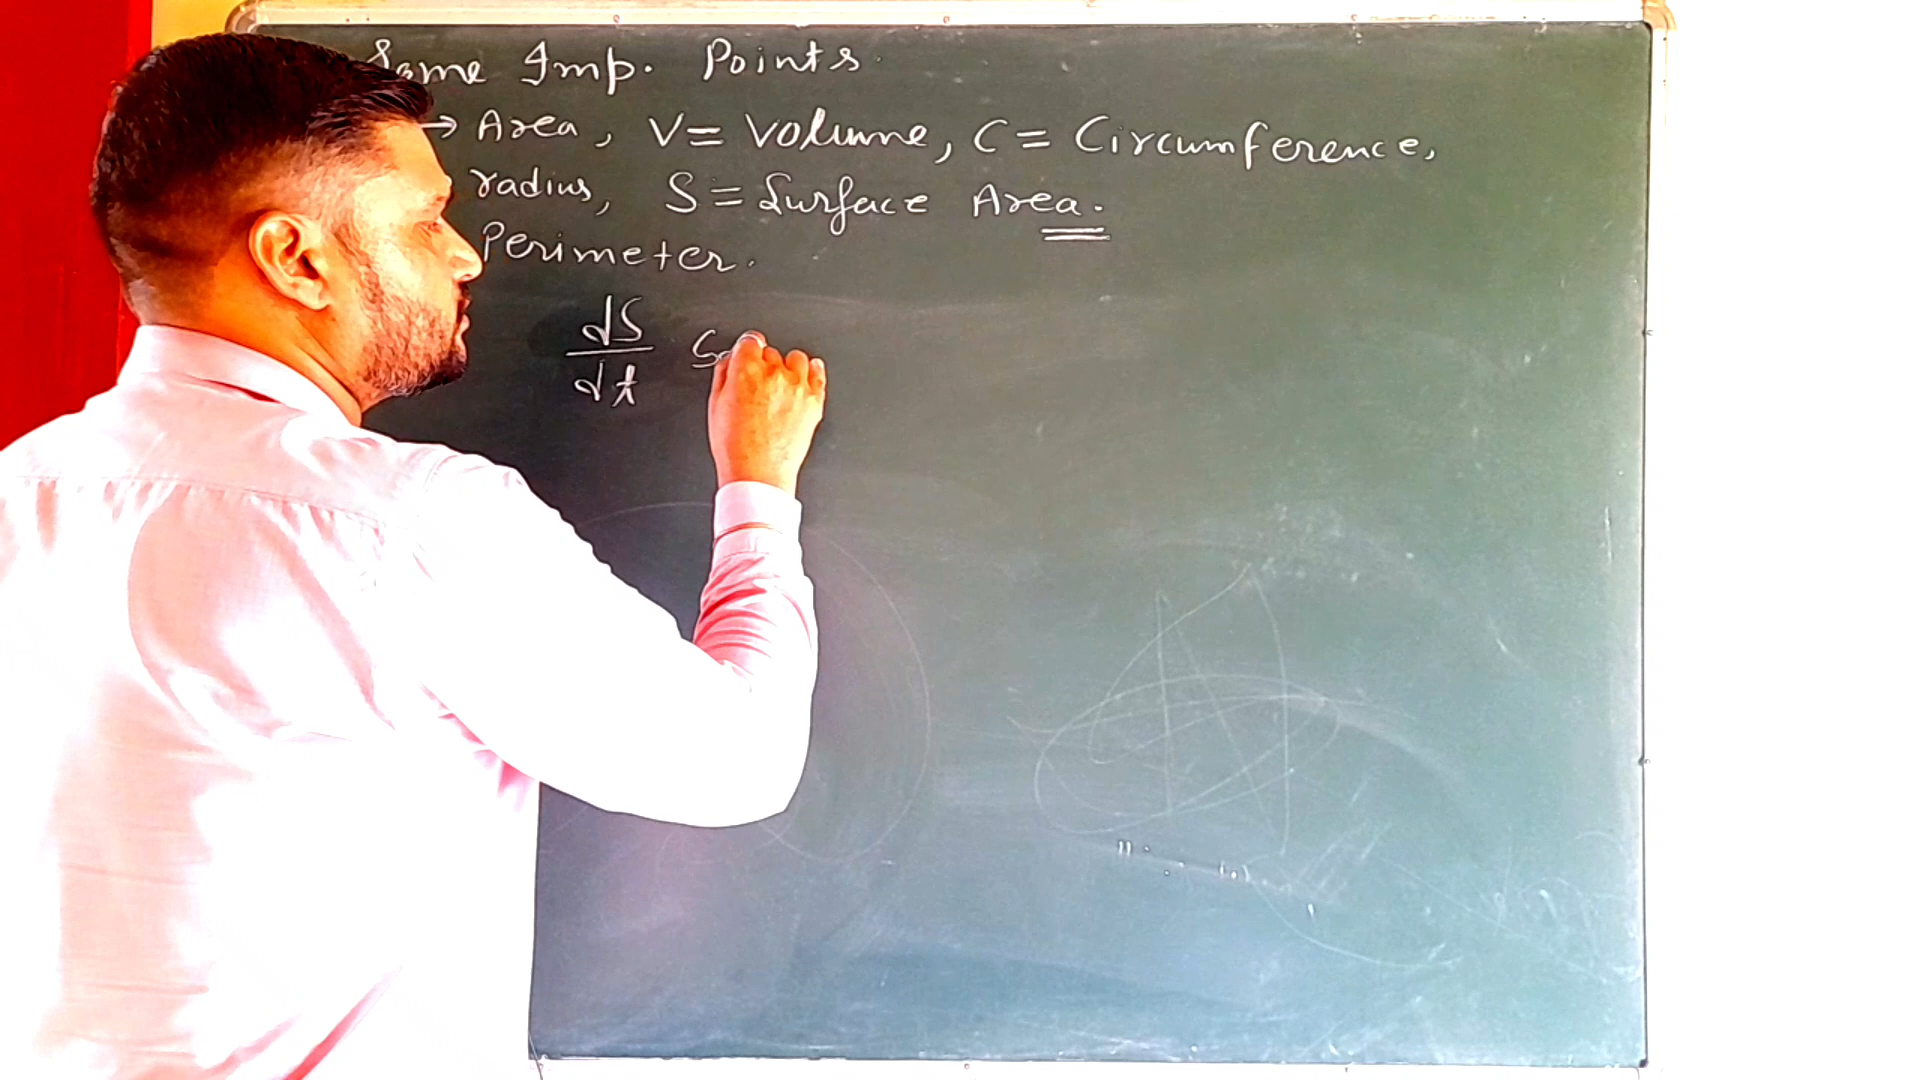 Some Imp. Points
→ Area, V = Volume, C = Circumference,
radius, S = Surface Area.
Perimeter.
dS
dt